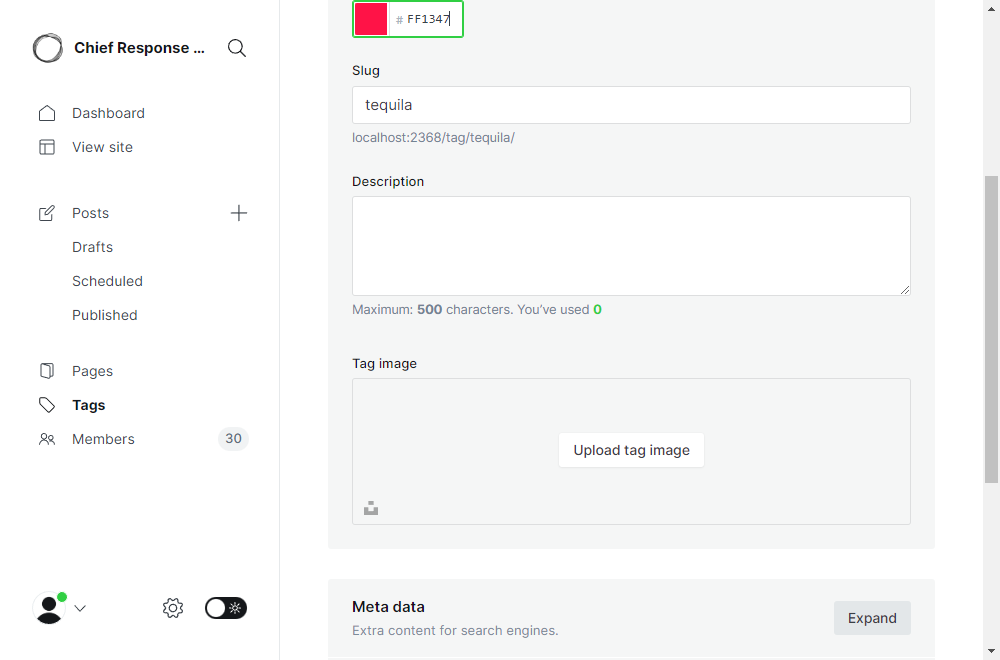 Chief Response ...
Dashboard
View site
Posts
Drafts
Scheduled
Published
Pages
Tags
Members 30
# FF1347
Slug
tequila
localhost:2368/tag/tequila/
Description
Maximum: 500 characters. You’ve used 0
Tag image
Upload tag image
Meta data
Extra content for search engines.
Expand